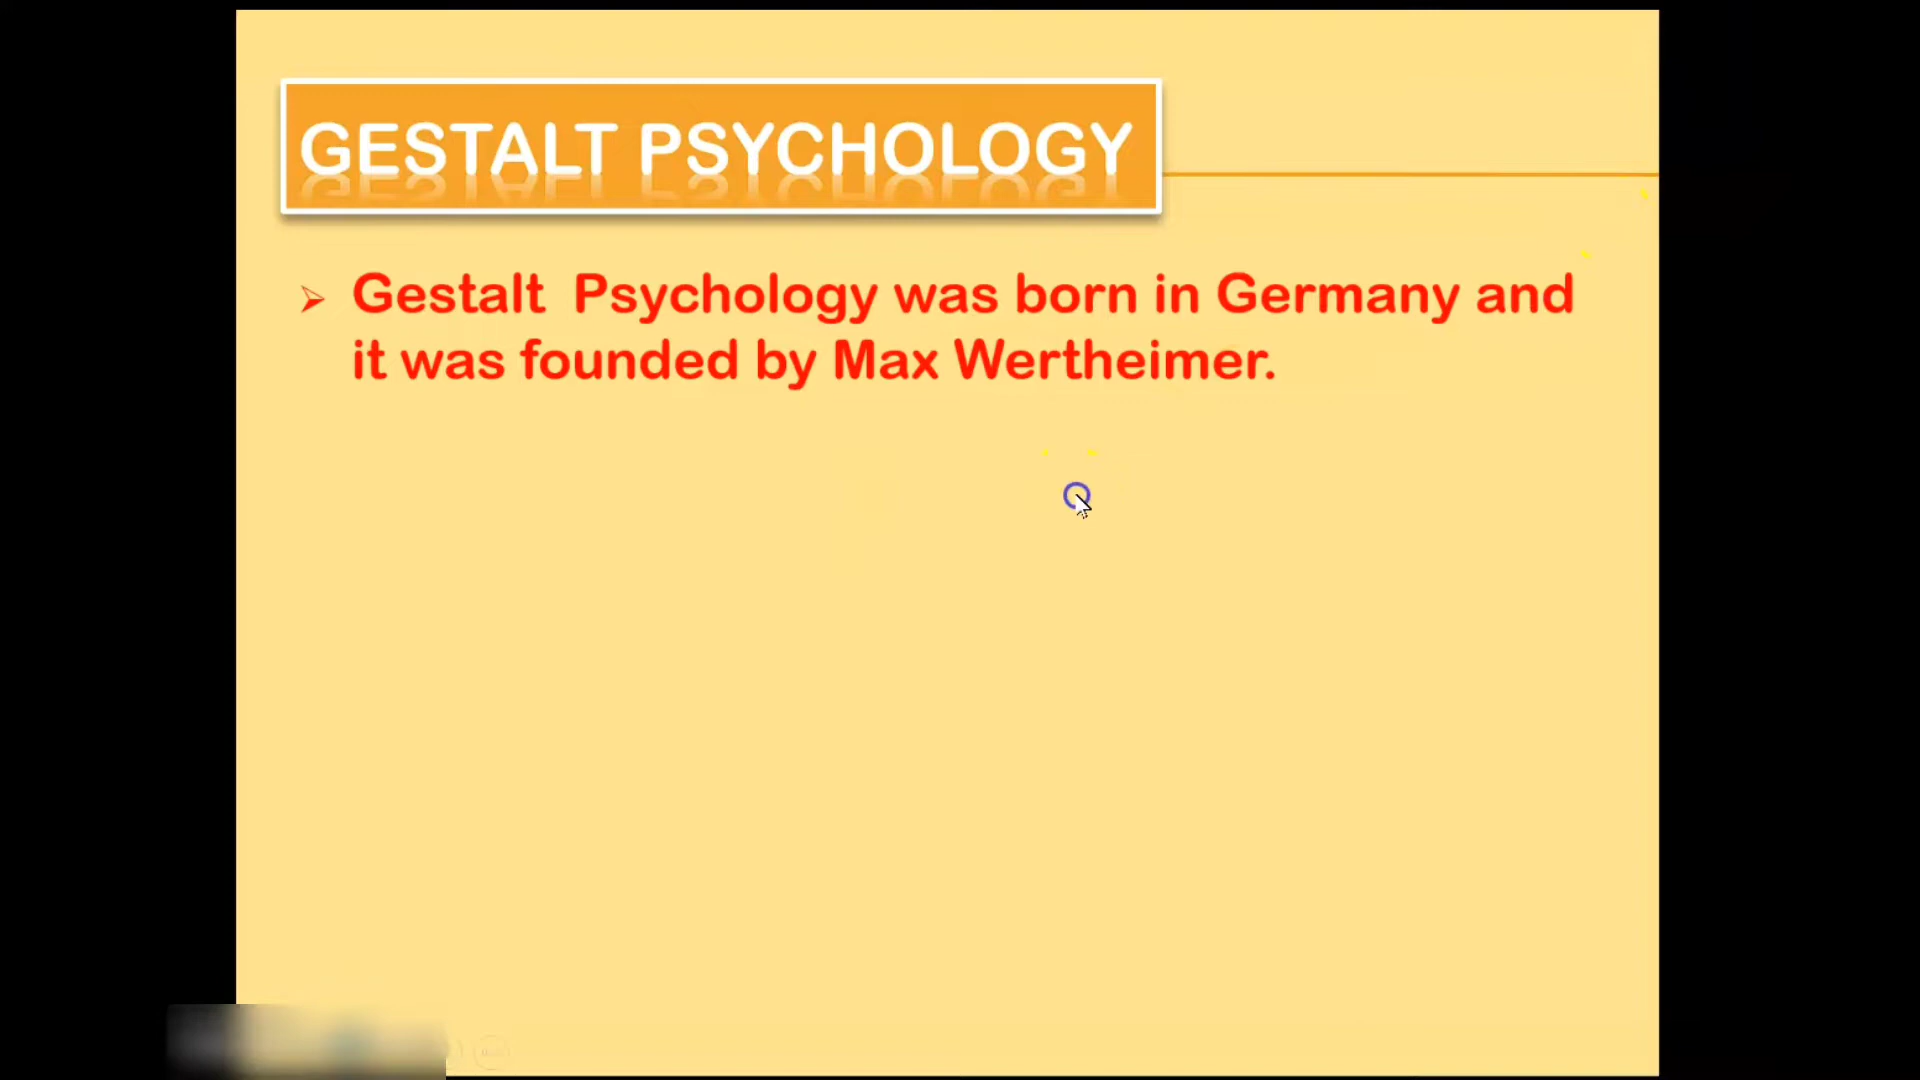 GESTALT PSYCHOLOGY
Gestalt Psychology was born in Germany and
it was founded by Max Wertheimer.